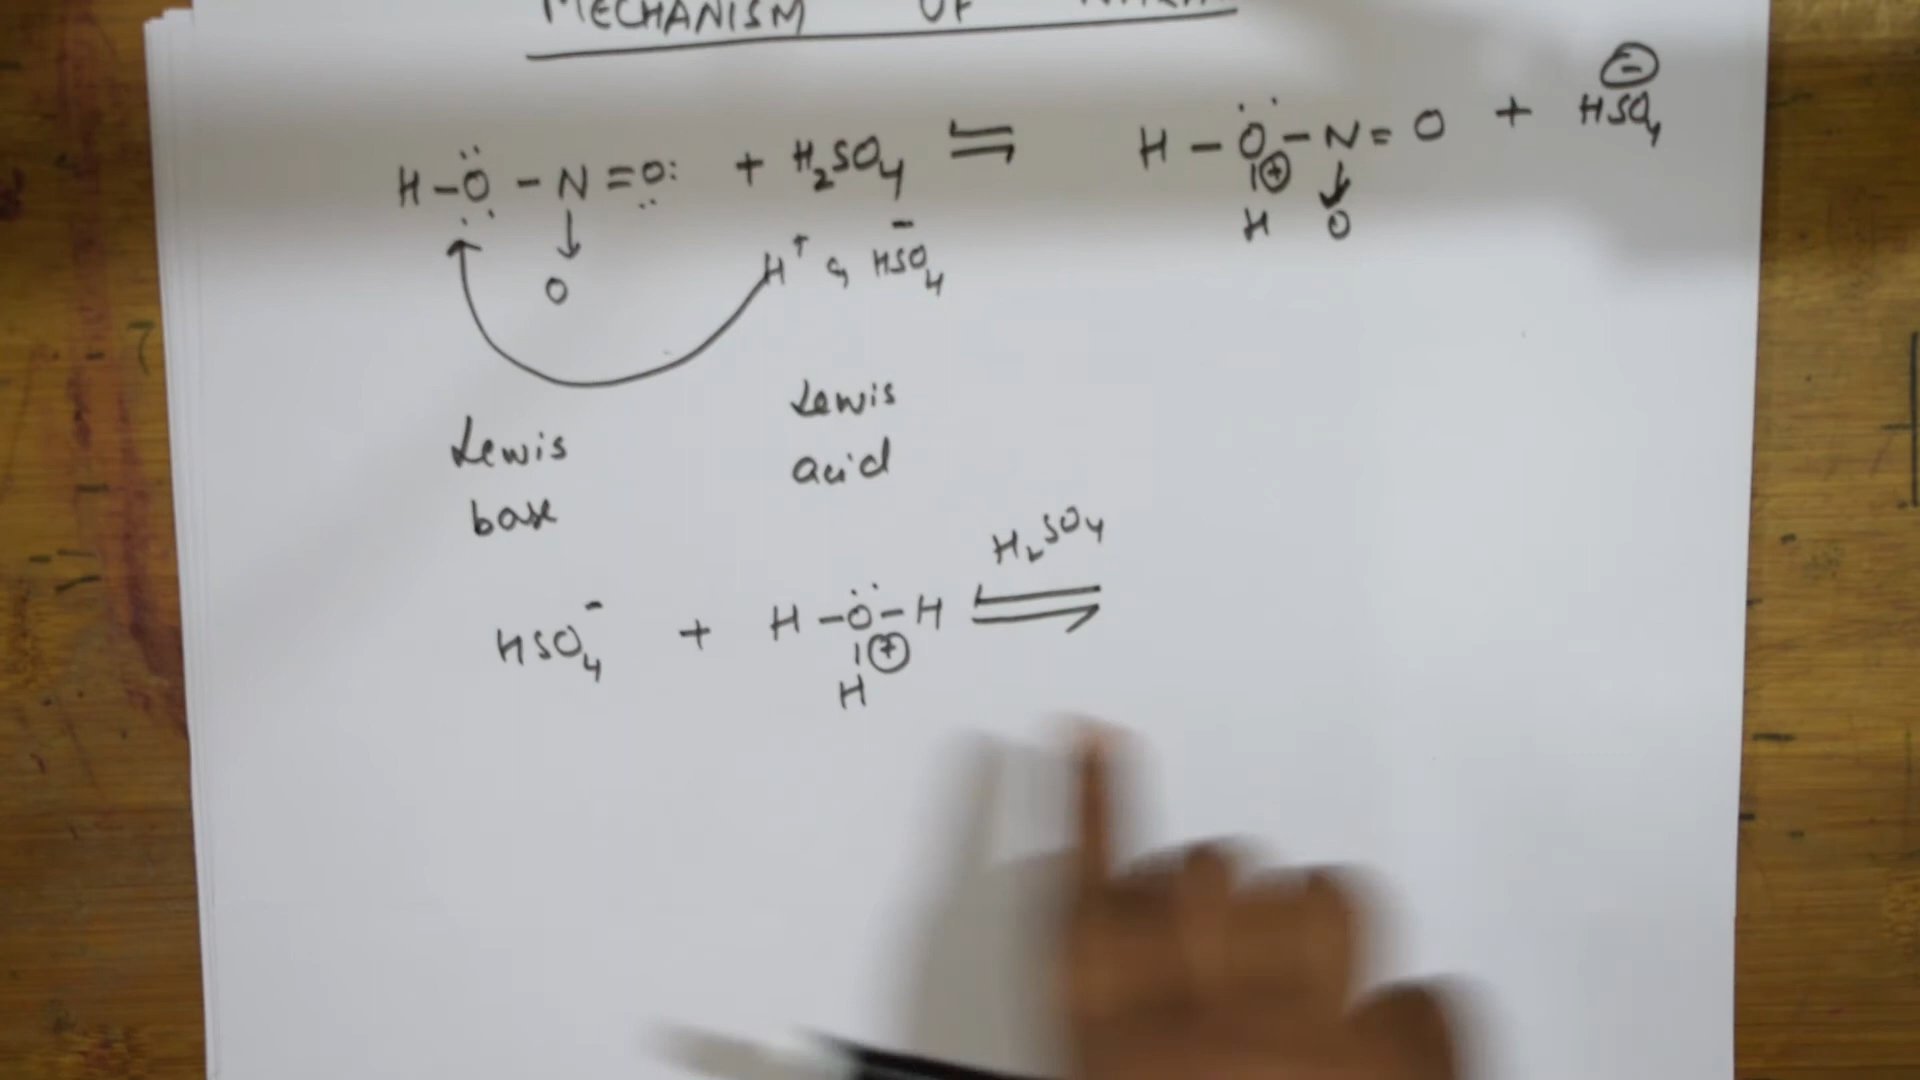 MECHANISM OF
H-Ö-N=O: + H₂SO₄ ⇌ H-O-N=O + HSO₄ ⊖
↓ O H⁺ , HSO₄⁻ H ⊕ ↓ O
Lewis base
Lewis acid
H₂SO₄
HSO₄⁻ + H-Ö-H ⇌
⊕
H